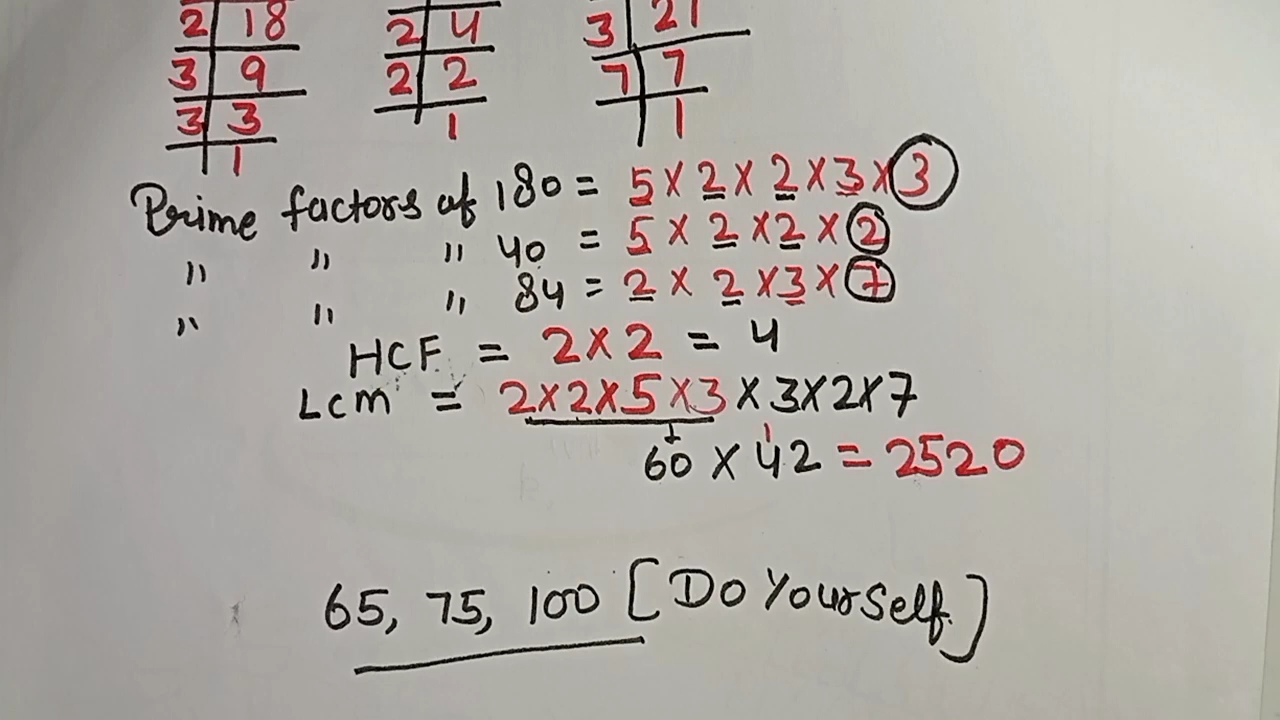 2 18 2 4 3 21
3 9 2 2 7 7
3 3 1 1
1
Prime factors of 180 = 5 × 2 × 2 × 3 × 3
" " " 40 = 5 × 2 × 2 × 2
" " " 84 = 2 × 2 × 3 × 7
HCF = 2 × 2 = 4
Lcm = 2×2×5×3×3×2×7
1
60 × 42 = 2520
65, 75, 100 [Do Yourself]